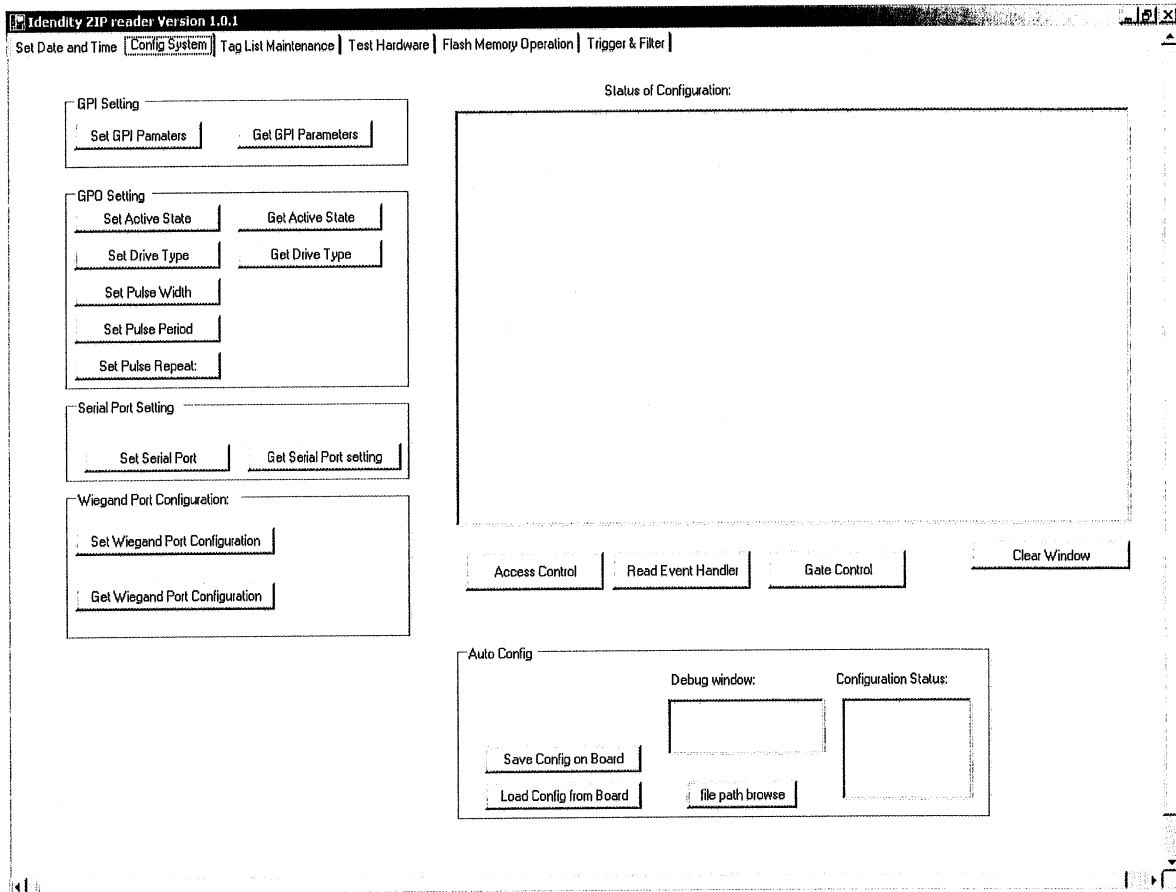 Idendity ZIP reader Version 1.0.1
Set Date and Time Config System Tag List Maintenance Test Hardware Flash Memory Operation Trigger & Filter
GPI Setting
Set GPI Pamaters Get GPI Parameters
GPO Setting
Set Active State Get Active State
Set Drive Type Get Drive Type
Set Pulse Width
Set Pulse Period
Set Pulse Repeat:
Serial Port Setting
Set Serial Port Get Serial Port setting
Wiegand Port Configuration:
Set Wiegand Port Configuration
Get Wiegand Port Configuration
Status of Configuration:
Access Control Read Event Handler Gate Control Clear Window
Auto Config
Debug window: Configuration Status:
Save Config on Board
Load Config from Board file path browse